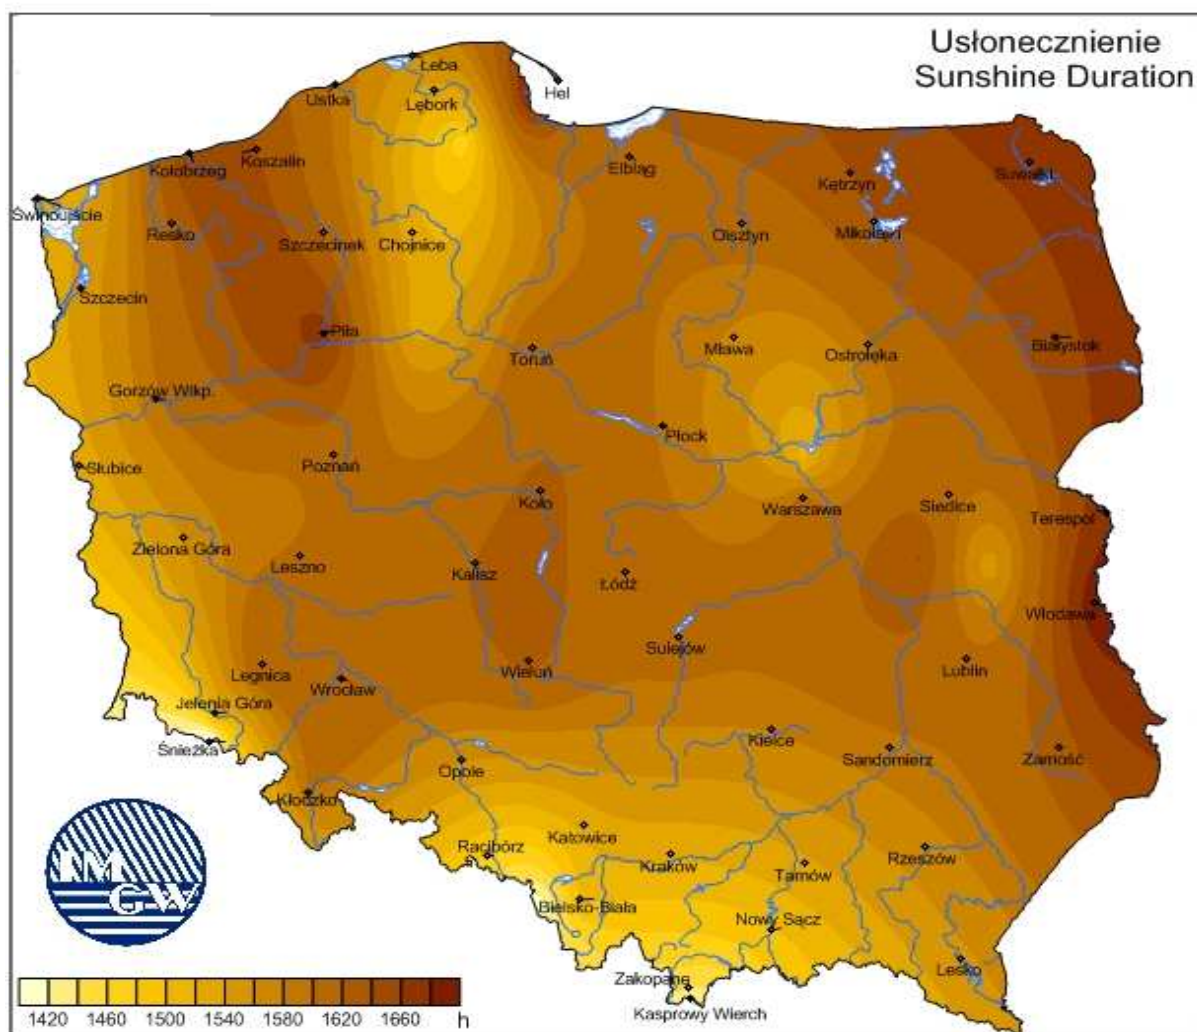 Usłonecznienie
Sunshine Duration
Łeba
Hel
Ustka
Lębork
Koszalin
Kołobrzeg
Elbląg
Kętrzyn
Suwałki
Świnoujście
Resko
Szczecinek
Chojnice
Olsztyn
Mikołajki
Szczecin
Piła
Toruń
Mława
Ostrołęka
Białystok
Gorzów Wlkp.
Płock
Słubice
Poznań
Koło
Warszawa
Siedlce
Terespol
Zielona Góra
Leszno
Kalisz
Łódź
Włodawa
Sulejów
Legnica
Wrocław
Wieluń
Lublin
Jelenia Góra
Śnieżka
Opole
Kielce
Sandomierz
Zamość
Kłodzko
Katowice
Racibórz
Kraków
Tarnów
Rzeszów
Bielsko-Biała
Nowy Sącz
Lesko
Zakopane
Kasprowy Wierch
IM
GW
1420 1460 1500 1540 1580 1620 1660 h